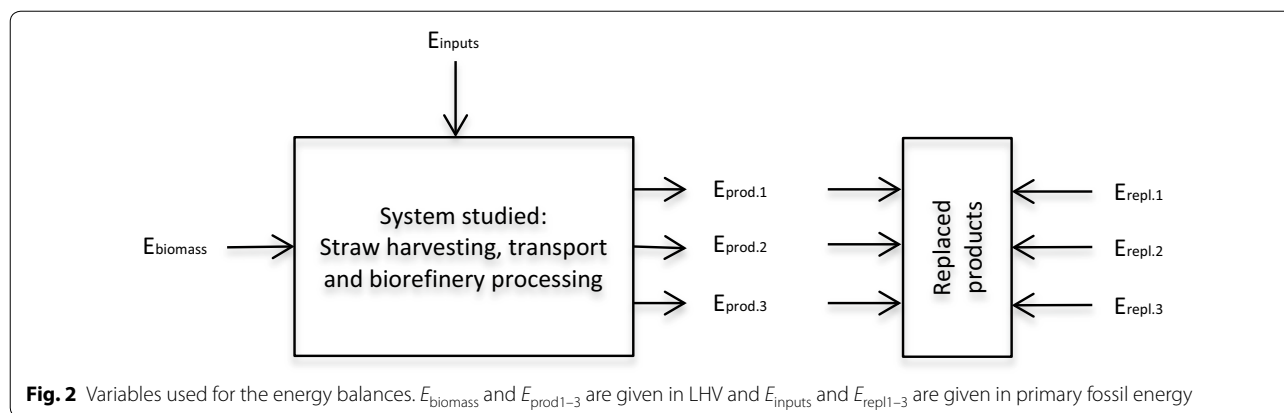 Einputs
Ebiomass
System studied:
Straw harvesting, transport
and biorefinery processing
Eprod.1
Eprod.2
Eprod.3
Replaced
products
Erepl.1
Erepl.2
Erepl.3
Fig. 2 Variables used for the energy balances. Ebiomass and Eprod1–3 are given in LHV and Einputs and Erepl1–3 are given in primary fossil energy